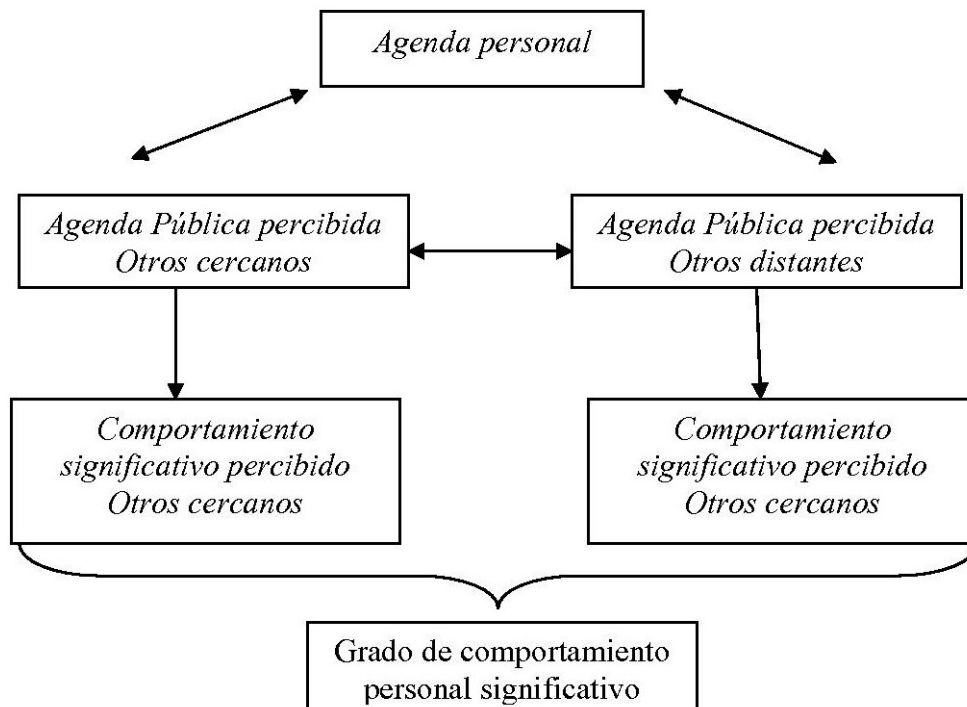 Agenda personal
Agenda Pública percibida
Otros cercanos
Agenda Pública percibida
Otros distantes
Comportamiento
significativo percibido
Otros cercanos
Comportamiento
significativo percibido
Otros cercanos
Grado de comportamiento
personal significativo